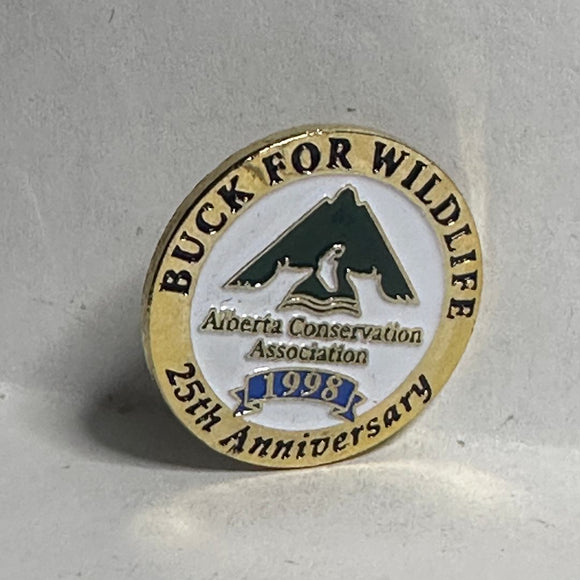 BUCK FOR WILDLIFE
Alberta Conservation
Association
1998
25th Anniversary